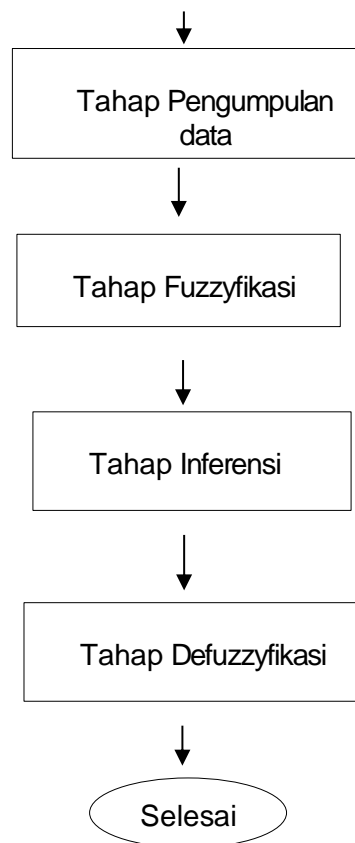 Tahap Pengumpulan
data
Tahap Fuzzyfikasi
Tahap Inferensi
Tahap Defuzzyfikasi
Selesai